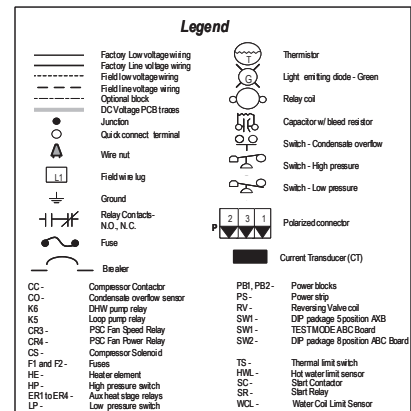 Legend
Factory Low voltage wiring
Factory Line voltage wiring
Field low voltage wiring
Field line voltage wiring
Optional block
DC Voltage PCB traces
Junction
Quick connect terminal
Wire nut
L1
Field wire lug
Ground
Relay Contacts-
N.O., N.C.
Fuse
Breaker
T
Thermistor
G
Light emitting diode - Green
Relay coil
Capacitor w/ bleed resistor
Switch - Condensate overflow
Switch - High pressure
Switch - Low pressure
2 3 1
P
Polarized connector
Current Transducer (CT)
CC - Compressor Contactor
CO - Condensate overflow sensor
K6 DHW pump relay
K5 Loop pump relay
CR3 - PSC Fan Speed Relay
CR4 - PSC Fan Power Relay
CS - Compressor Solenoid
F1 and F2 - Fuses
HE - Heater element
HP - High pressure switch
ER1 to ER4 - Aux heat stage relays
LP - Low pressure switch
PB1, PB2 - Power blocks
PS - Power strip
RV - Reversing Valve coil
SW1 - DIP package 5 position AXB
SW1 - TEST MODE ABC Board
SW2 - DIP package 8 position ABC Board
TS - Thermal limit switch
HWL - Hot water limit sensor
SC - Start Contactor
SR - Start Relay
WCL - Water Coil Limit Sensor